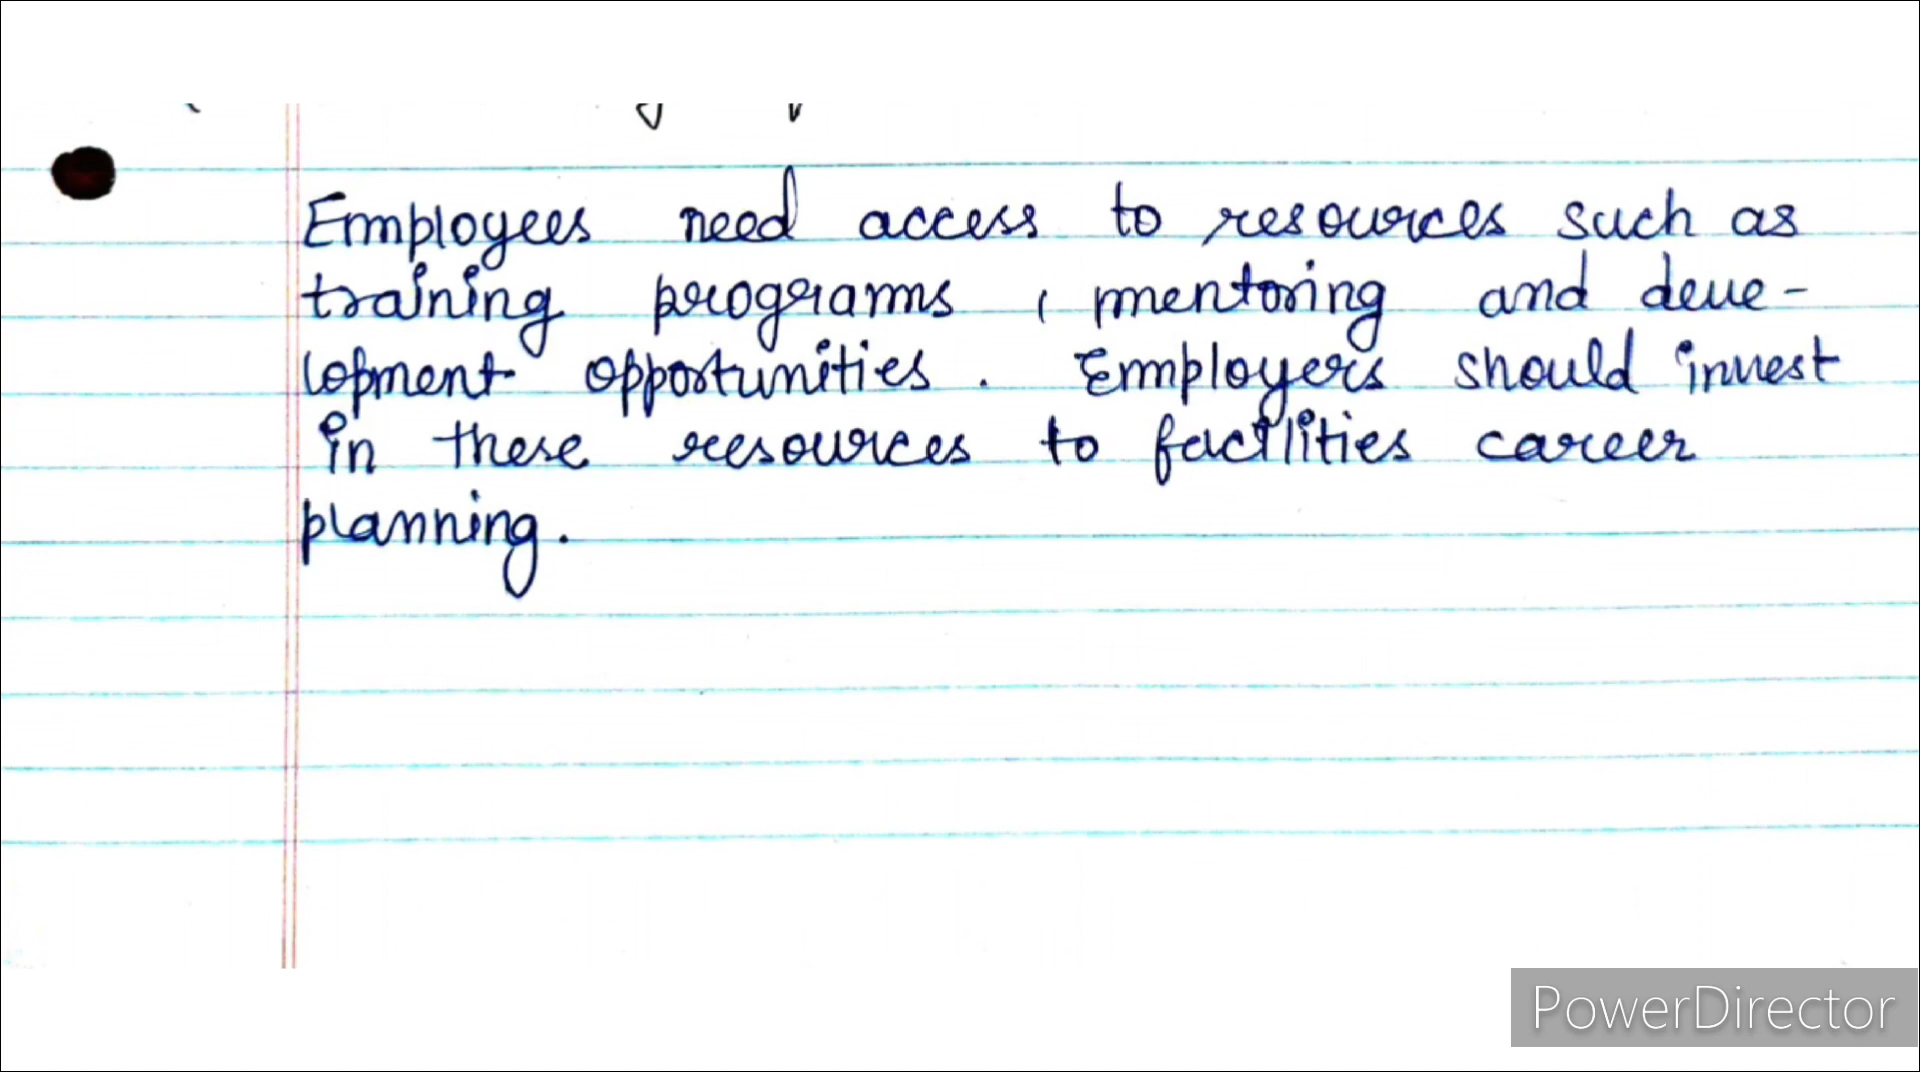 Employees need access to resources such as
training programs, mentoring and deve-
lopment opportunities. Employers should invest
in these resources to facilities career
planning.
PowerDirector